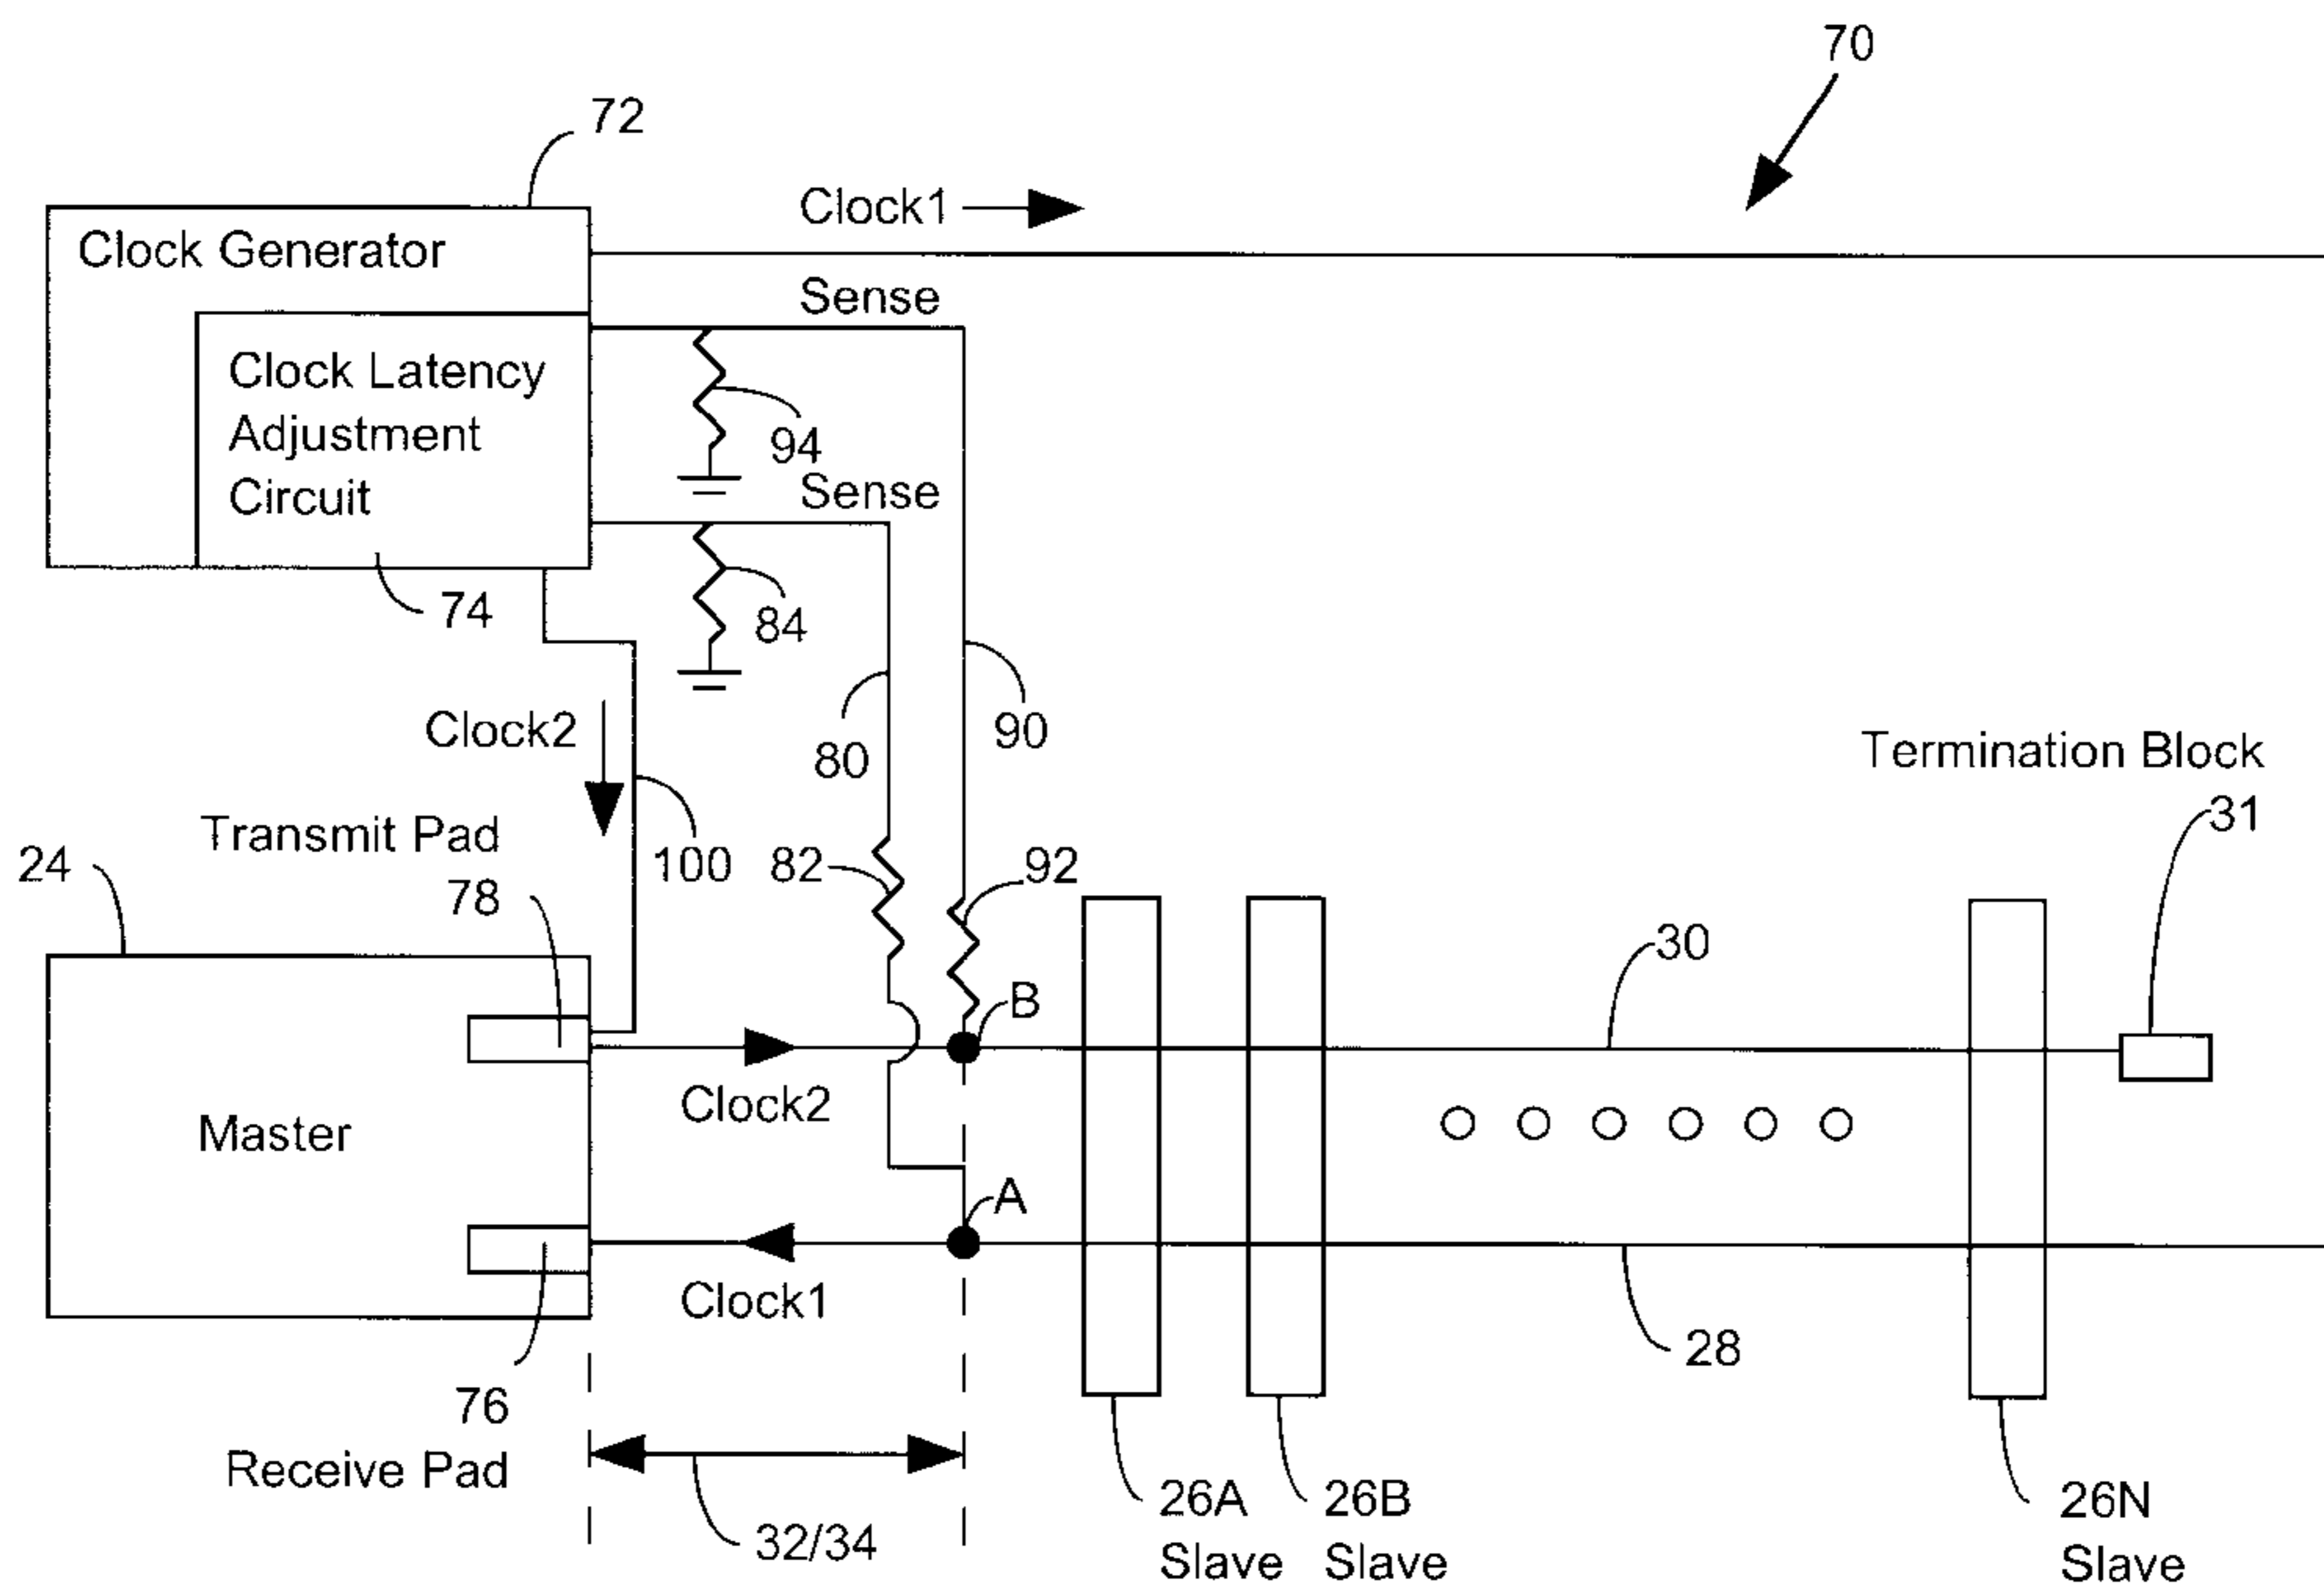 70
72
Clock1
Clock Generator
Sense
Clock Latency
Adjustment
Circuit
94
Sense
74
84
Clock2
80
90
Termination Block
31
Transmit Pad
24
100
82
92
78
30
B
Clock2
Master
A
Clock1
28
76
Receive Pad
32/34
26A
Slave
26B
Slave
26N
Slave